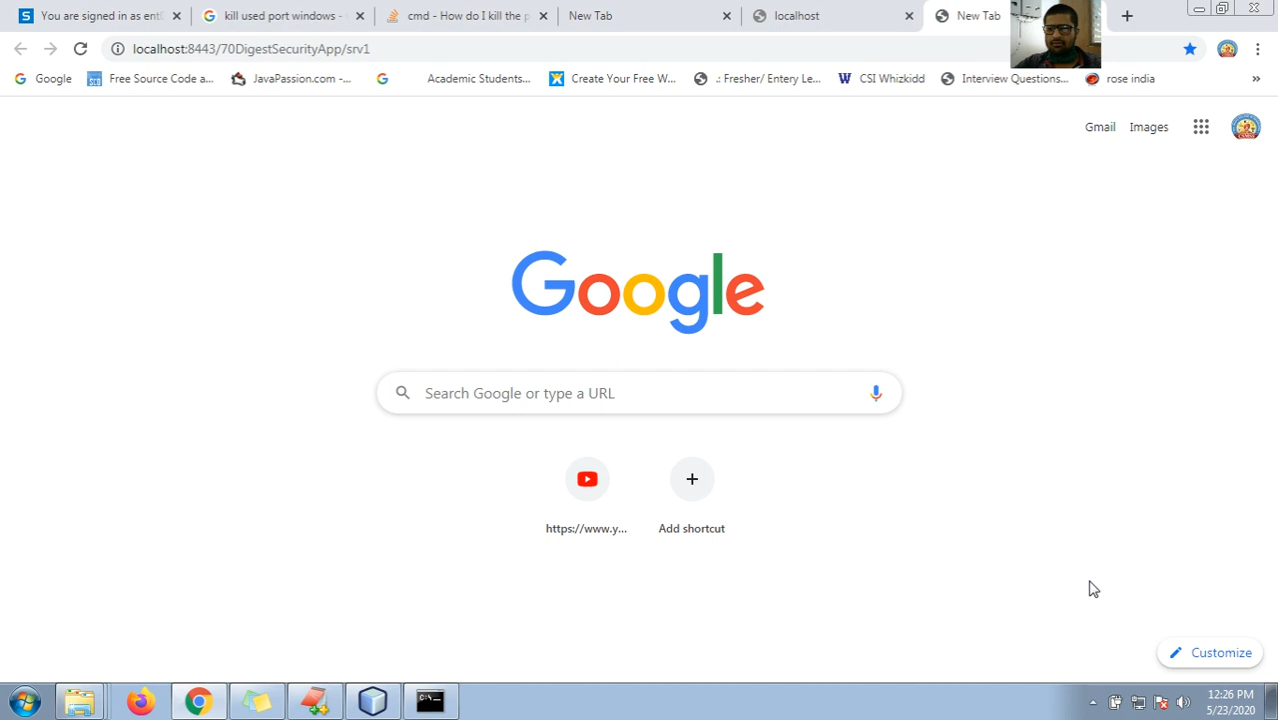 You are signed in as ent
kill used port windows -
cmd - How do I kill the p
New Tab
localhost
New Tab
localhost:8443/70DigestSecurityApp/srv1
Google
Free Source Code a...
JavaPassion.com -...
Academic Students...
Create Your Free W...
.: Fresher/ Entery Le...
CSI Whizkidd
Interview Questions...
rose india
»
Gmail
Images
Google
Search Google or type a URL
https://www.y...
Add shortcut
Customize
12:26 PM
5/23/2020